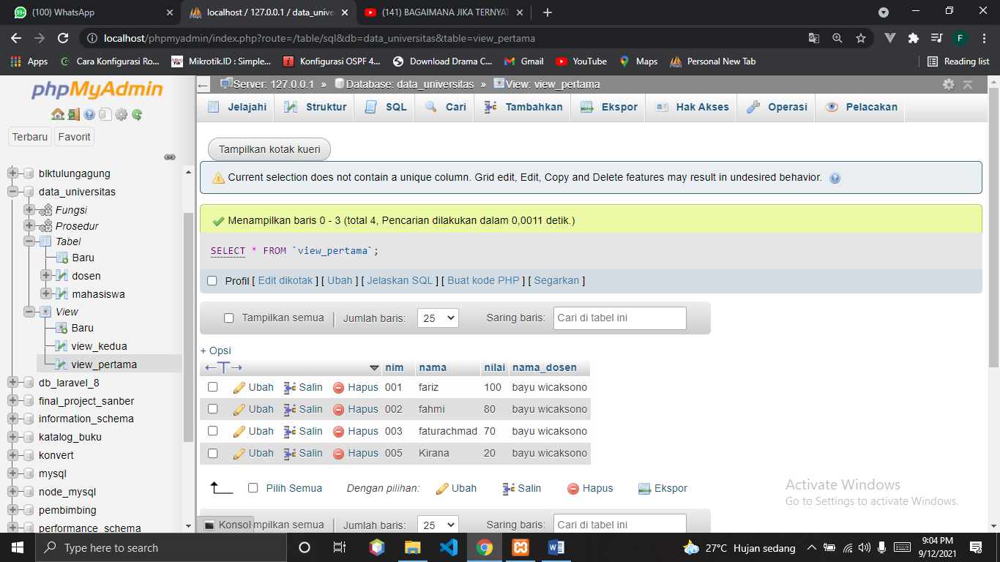 (100) WhatsApp
localhost / 127.0.0.1 / data_unive
(141) BAGAIMANA JIKA TERNYAT
localhost/phpmyadmin/index.php?route=/table/sql&db=data_universitas&table=view_pertama
F
Apps
Cara Konfigurasi Ro...
Mikrotik.ID : Simple...
Konfigurasi OSPF 4...
Download Drama C...
Gmail
YouTube
Maps
Personal New Tab
Reading list
phpMyAdmin
Terbaru
Favorit
blktulungagung
data_universitas
Fungsi
Prosedur
Tabel
Baru
dosen
mahasiswa
View
Baru
view_kedua
view_pertama
db_laravel_8
final_project_sanber
information_schema
katalog_buku
konvert
mysql
node_mysql
pembimbing
performance_schema
Server: 127.0.0.1 » Database: data_universitas » View: view_pertama
Jelajahi Struktur SQL Cari Tambahkan Ekspor Hak Akses Operasi Pelacakan
Tampilkan kotak kueri
Current selection does not contain a unique column. Grid edit, Edit, Copy and Delete features may result in undesired behavior.
Menampilkan baris 0 - 3 (total 4, Pencarian dilakukan dalam 0,0011 detik.)
SELECT * FROM `view_pertama`;
Profil [ Edit dikotak ] [ Ubah ] [ Jelaskan SQL ] [ Buat kode PHP ] [ Segarkan ]
Tampilkan semua | Jumlah baris: 25 Saring baris: Cari di tabel ini
+ Opsi
←T→ nim nama nilai nama_dosen
Ubah Salin Hapus 001 fariz 100 bayu wicaksono
Ubah Salin Hapus 002 fahmi 80 bayu wicaksono
Ubah Salin Hapus 003 faturachmad 70 bayu wicaksono
Ubah Salin Hapus 005 Kirana 20 bayu wicaksono
Pilih Semua Dengan pilihan: Ubah Salin Hapus Ekspor
Konsol mpilkan semua | Jumlah baris: 25 Saring baris: Cari di tabel ini
Activate Windows
Go to Settings to activate Windows.
Type here to search
27°C Hujan sedang
9:04 PM
9/12/2021